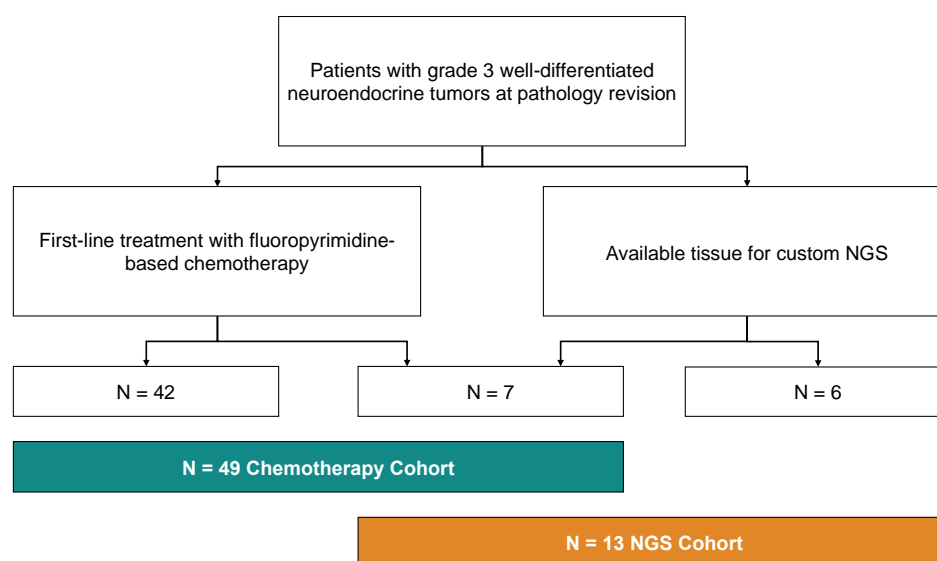 Patients with grade 3 well-differentiated
neuroendocrine tumors at pathology revision
First-line treatment with fluoropyrimidine-
based chemotherapy
Available tissue for custom NGS
N = 42
N = 7
N = 6
N = 49 Chemotherapy Cohort
N = 13 NGS Cohort